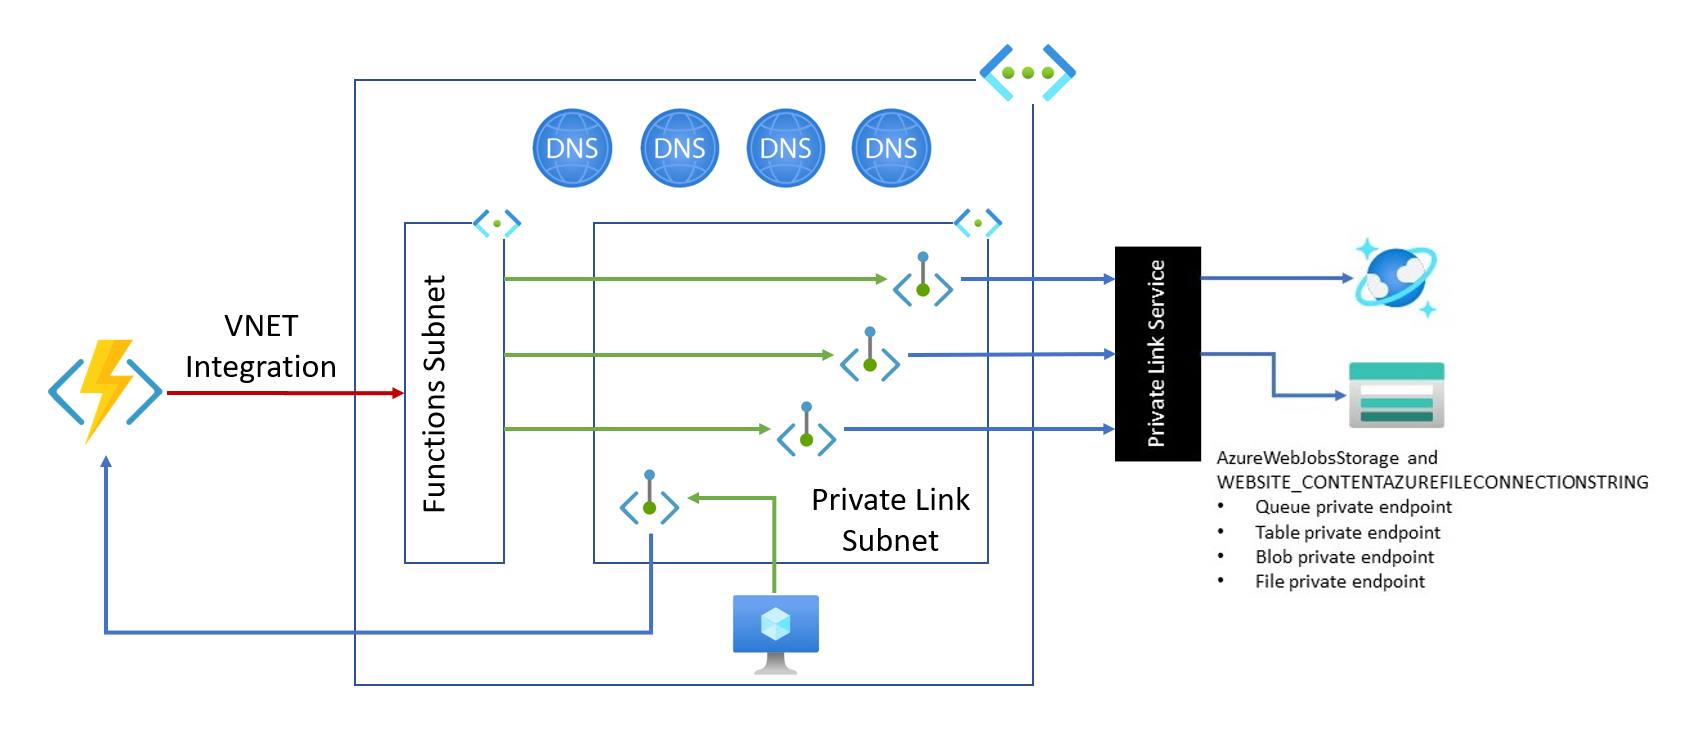 DNS
DNS
DNS
DNS
VNET
Integration
Functions Subnet
Private Link
Subnet
Private Link Service
AzureWebJobsStorage and
WEBSITE_CONTENTAZUREFILECONNECTIONSTRING
• Queue private endpoint
• Table private endpoint
• Blob private endpoint
• File private endpoint